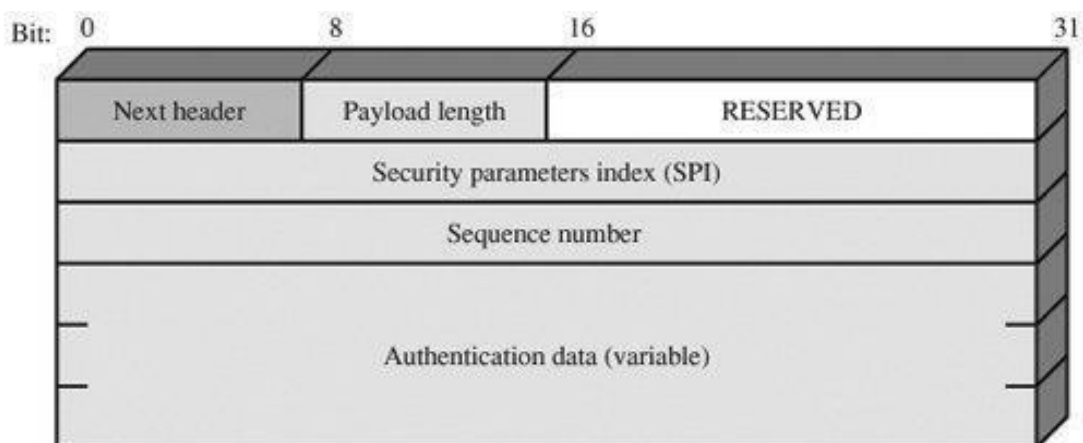 Bit: 0 8 16 31
Next header Payload length RESERVED
Security parameters index (SPI)
Sequence number
Authentication data (variable)